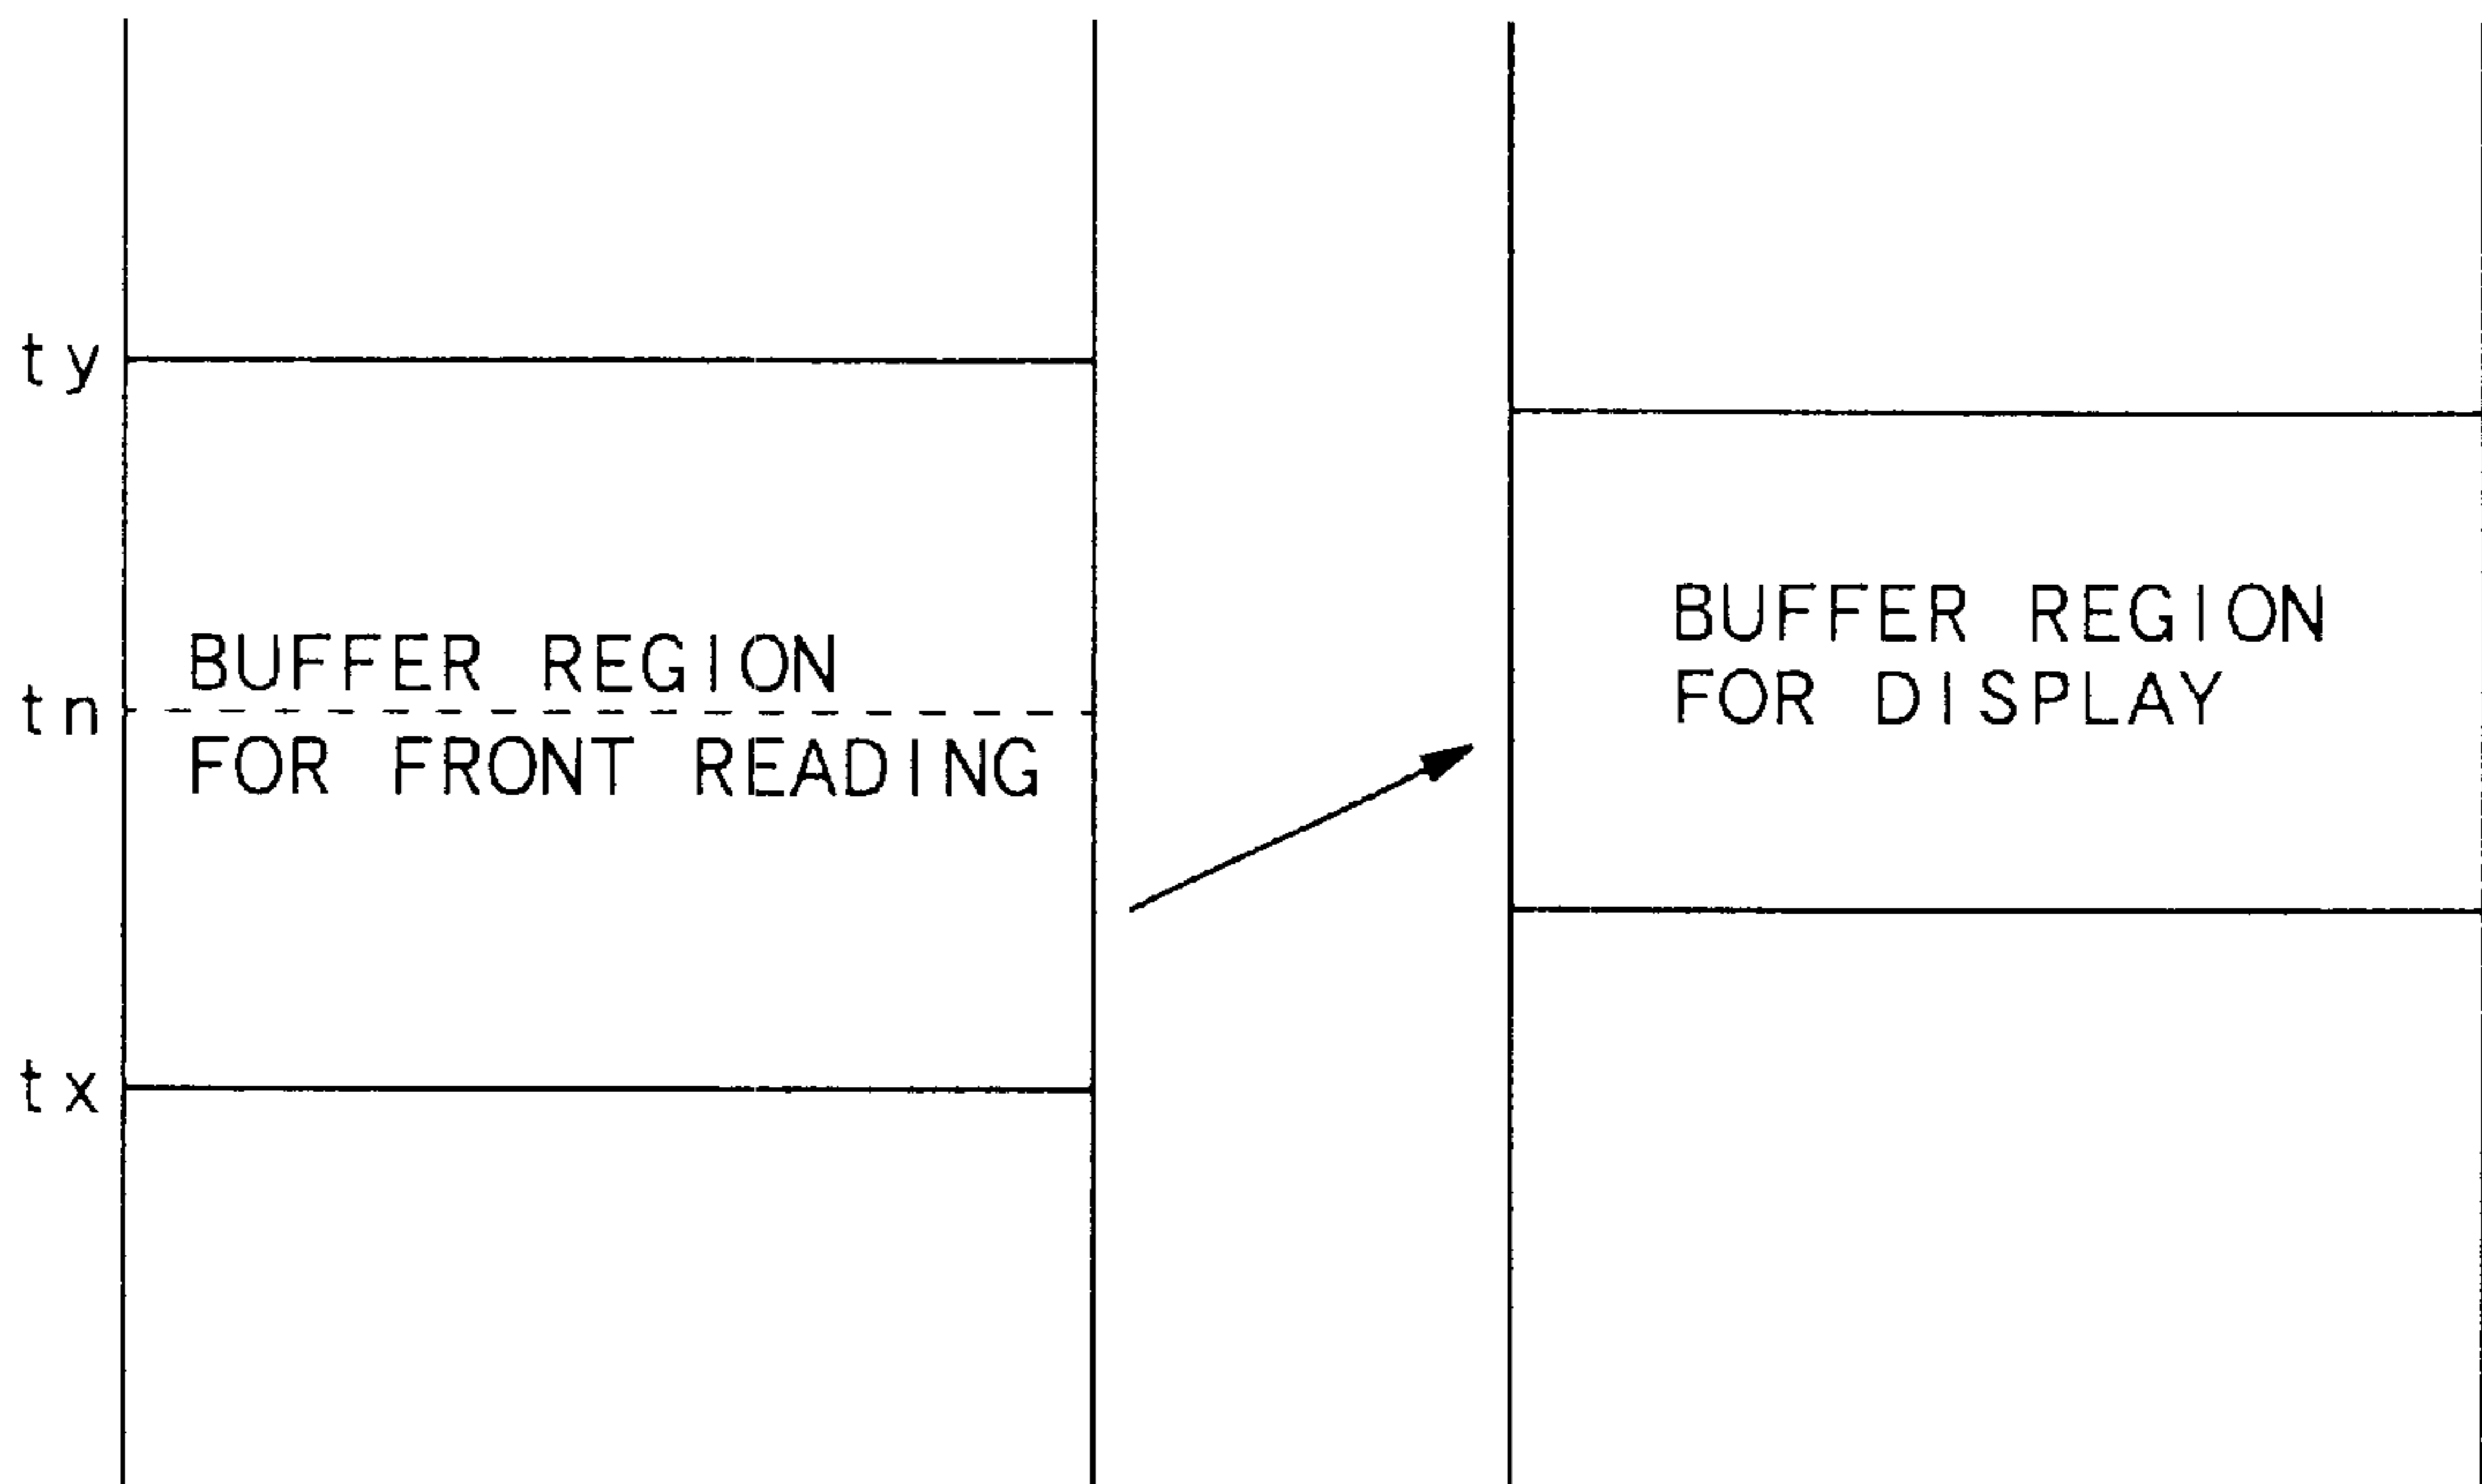 ty
BUFFER REGION
tn
FOR FRONT READING
tx
BUFFER REGION
FOR DISPLAY